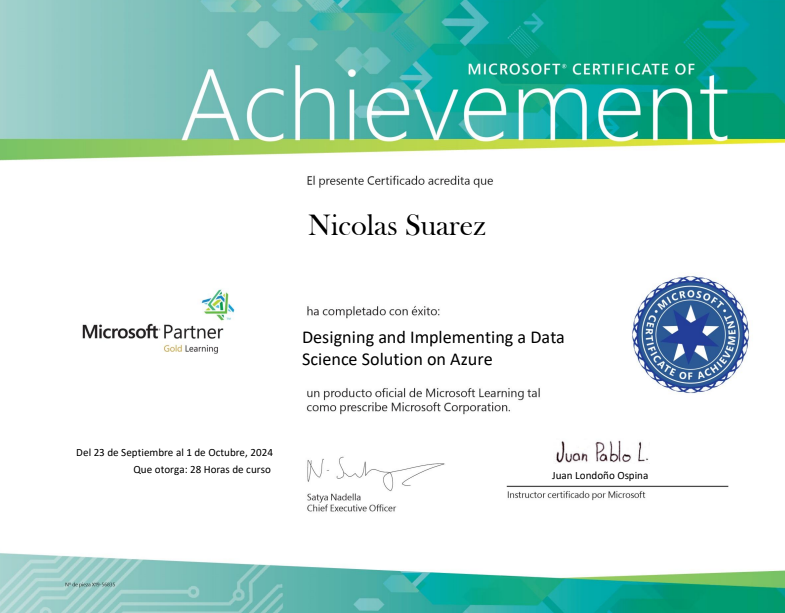 MICROSOFT® CERTIFICATE OF
Achievement
El presente Certificado acredita que
Nicolas Suarez
Microsoft Partner
Gold Learning
ha completado con éxito:
Designing and Implementing a Data
Science Solution on Azure
un producto oficial de Microsoft Learning tal
como prescribe Microsoft Corporation.
• MICROSOFT •
CERTIFICATE OF ACHIEVEMENT
Del 23 de Septiembre al 1 de Octubre, 2024
Que otorga: 28 Horas de curso
Satya Nadella
Chief Executive Officer
Juan Pablo L.
Juan Londoño Ospina
Instructor certificado por Microsoft
Nº de pieza